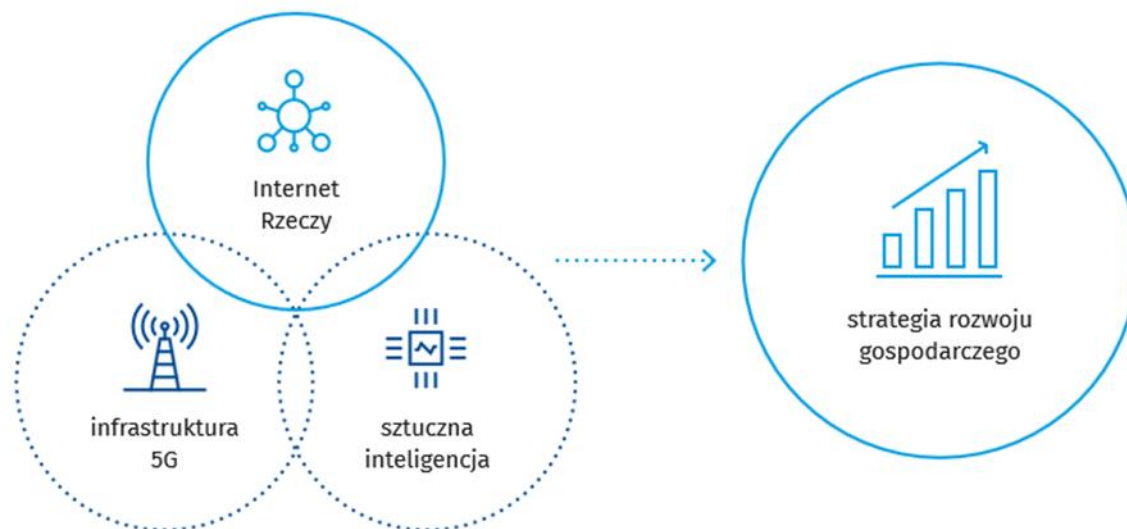 Internet
Rzeczy
infrastruktura
5G
sztuczna
inteligencja
strategia rozwoju
gospodarczego